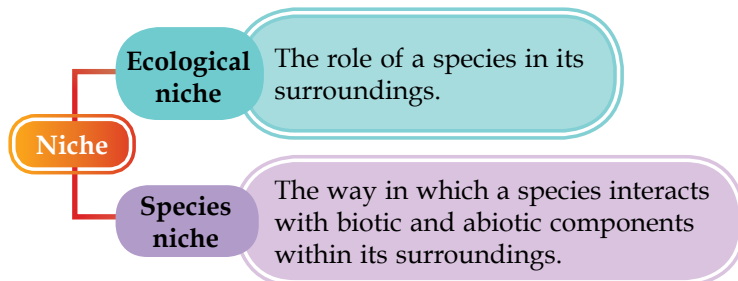 Niche
Ecological
niche
The role of a species in its
surroundings.
Species
niche
The way in which a species interacts
with biotic and abiotic components
within its surroundings.